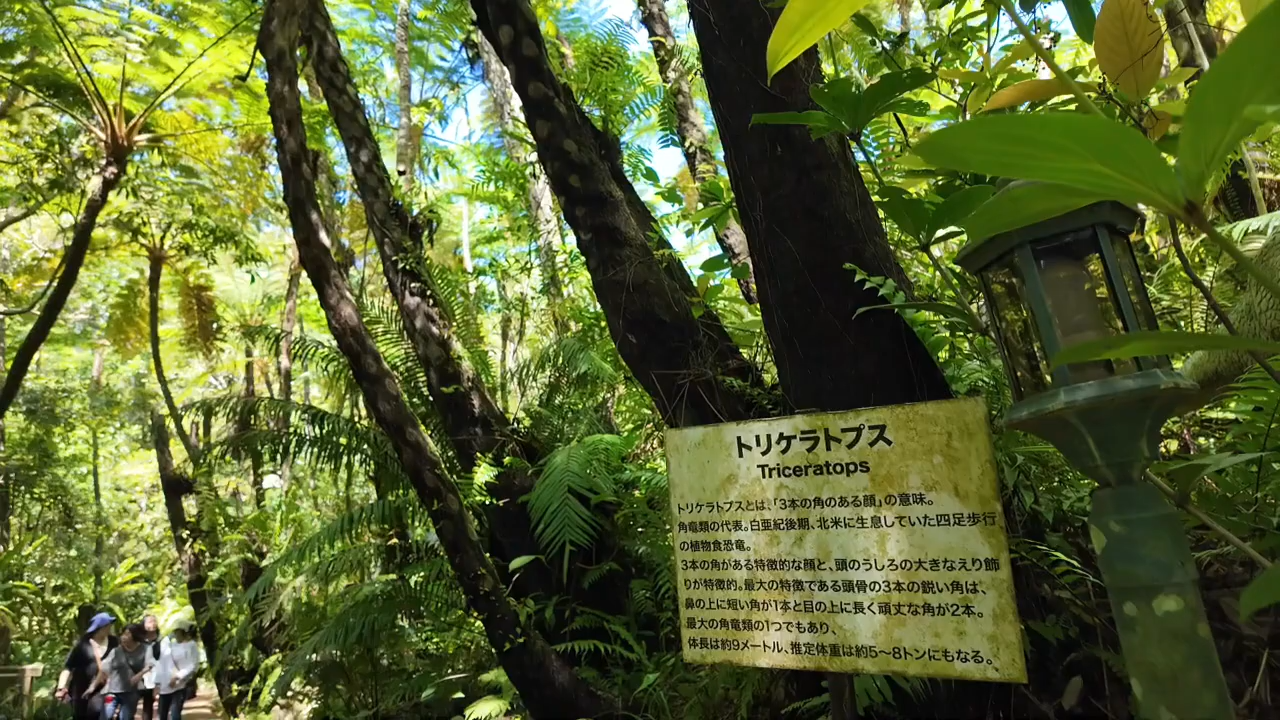 トリケラトプス
Triceratops
トリケラトプスとは、「3本の角のある顔」の意味。
角竜類の代表。白亜紀後期、北米に生息していた四足歩行
の植物食恐竜。
3本の角がある特徴的な顔と、頭のうしろの大きなえり飾
りが特徴的。最大の特徴である頭骨の3本の鋭い角は、
鼻の上に短い角が1本と目の上に長く頑丈な角が2本。
最大の角竜類の1つでもあり、
体長は約9メートル、推定体重は約5〜8トンにもなる。